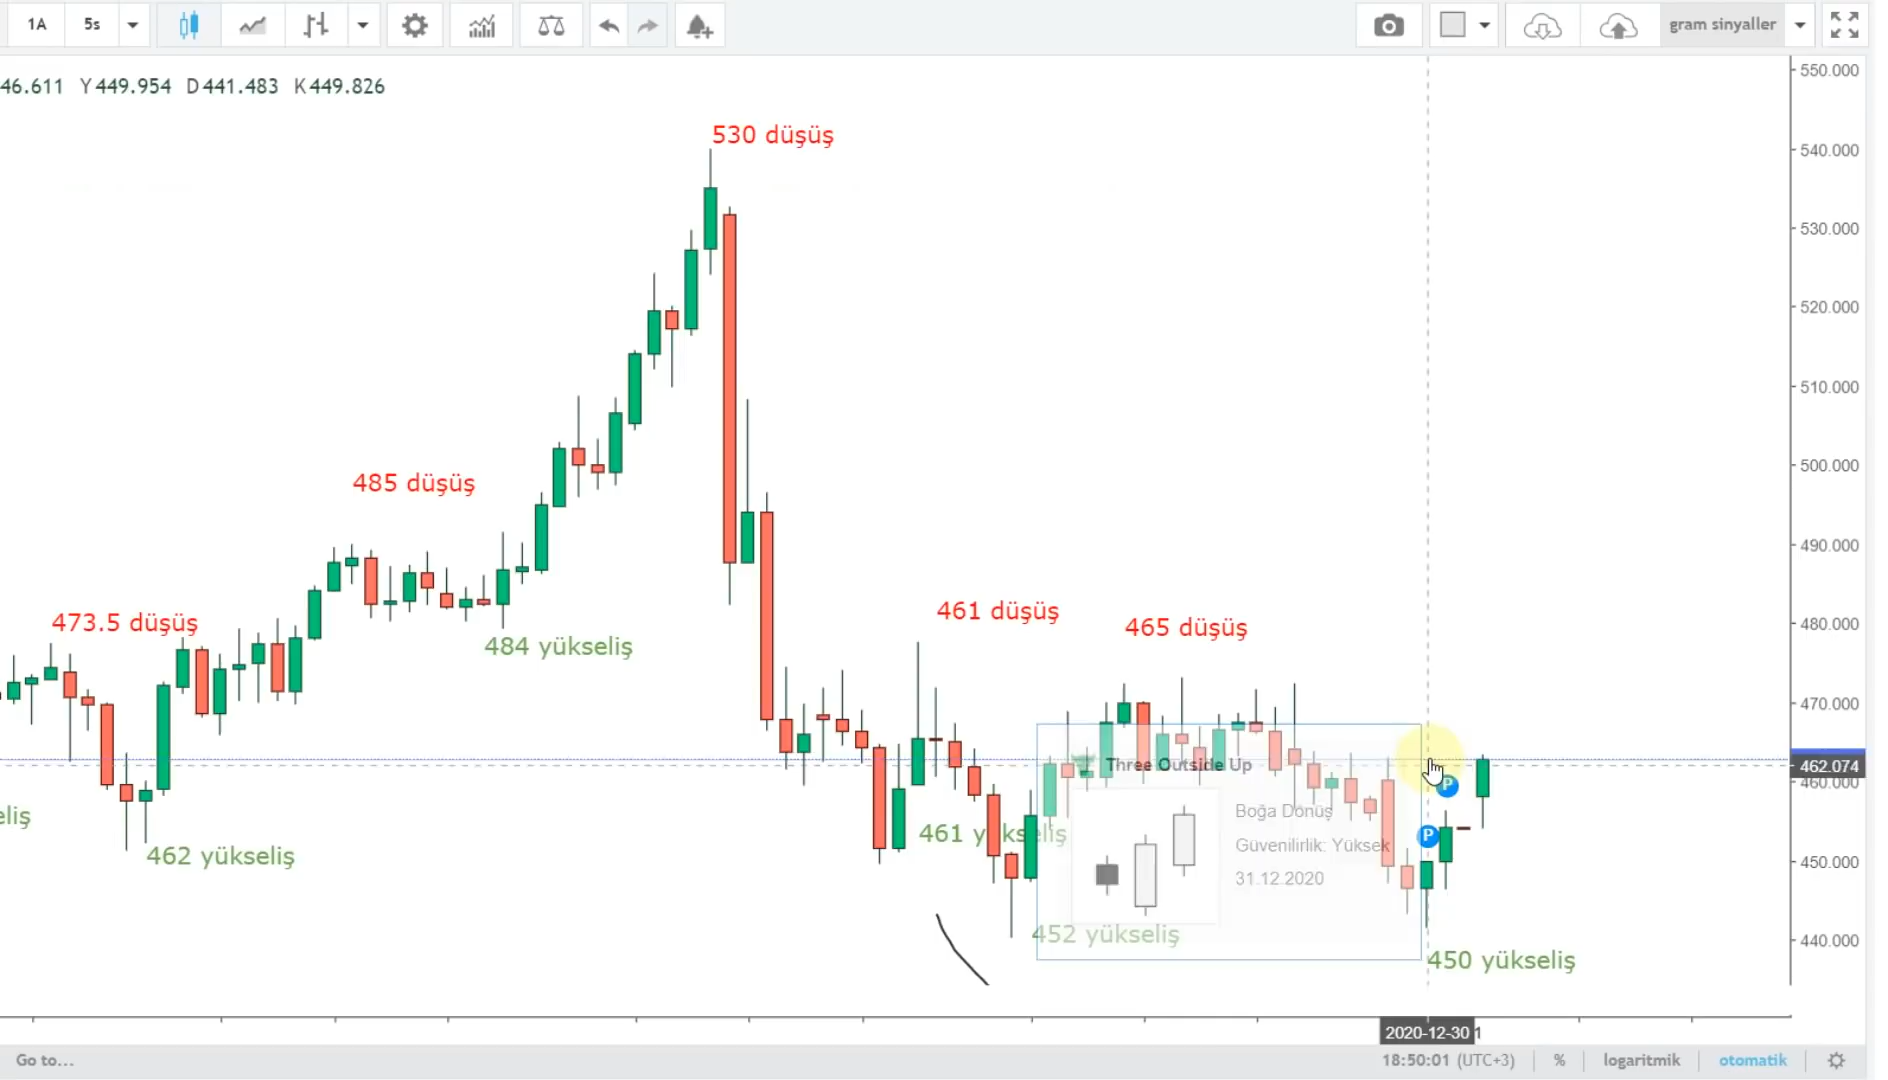 1A 5s gram sinyaller
46.611 Y449.954 D441.483 K449.826
550.000
530 düşüş
540.000
530.000
520.000
510.000
500.000
485 düşüş
490.000
461 düşüş
473.5 düşüş
465 düşüş
480.000
484 yükseliş
470.000
Three Outside Up
462.074
460.000
P
Boğa Dönüş
eliş
461 yükseliş
P
Güvenilirlik: Yüksek
462 yükseliş
450.000
31.12.2020
452 yükseliş
440.000
450 yükseliş
2020-12-30 1
Go to... 18:50:01 (UTC+3) % logaritmik otomatik